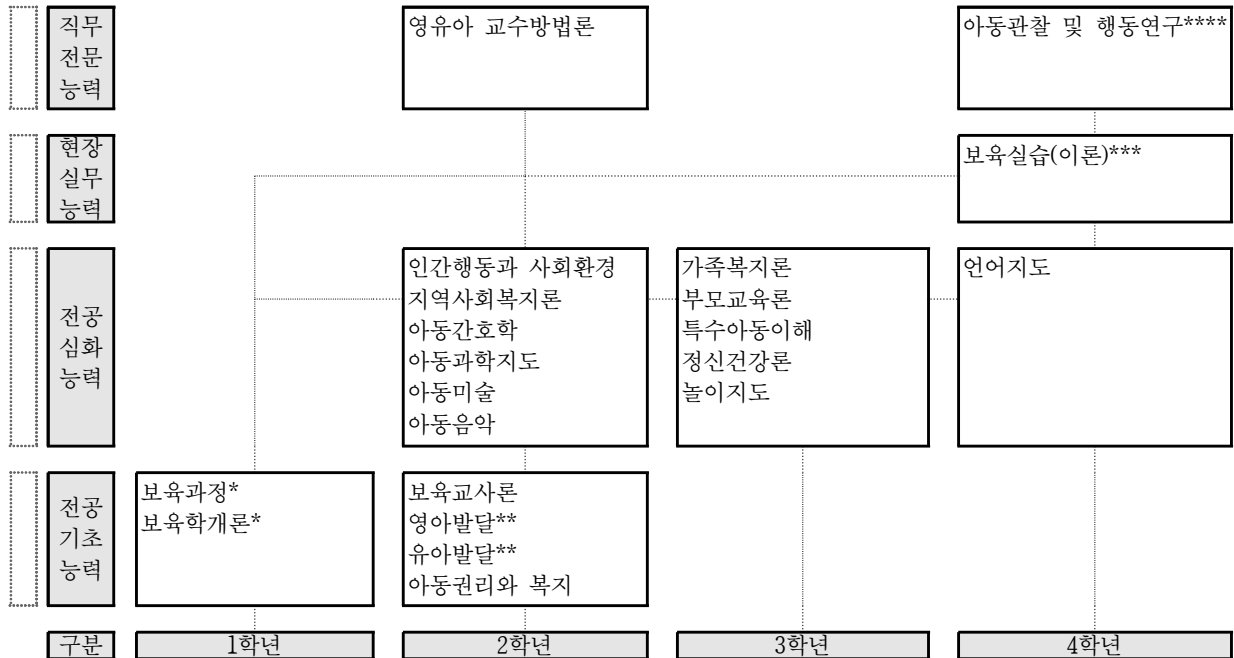 직무
전문
능력
영유아 교수방법론
아동관찰 및 행동연구****
현장
실무
능력
보육실습(이론)***
전공
심화
능력
인간행동과 사회환경
지역사회복지론
아동간호학
아동과학지도
아동미술
아동음악
가족복지론
부모교육론
특수아동이해
정신건강론
놀이지도
언어지도
전공
기초
능력
보육과정*
보육학개론*
보육교사론
영아발달**
유아발달**
아동권리와 복지
구분
1학년
2학년
3학년
4학년